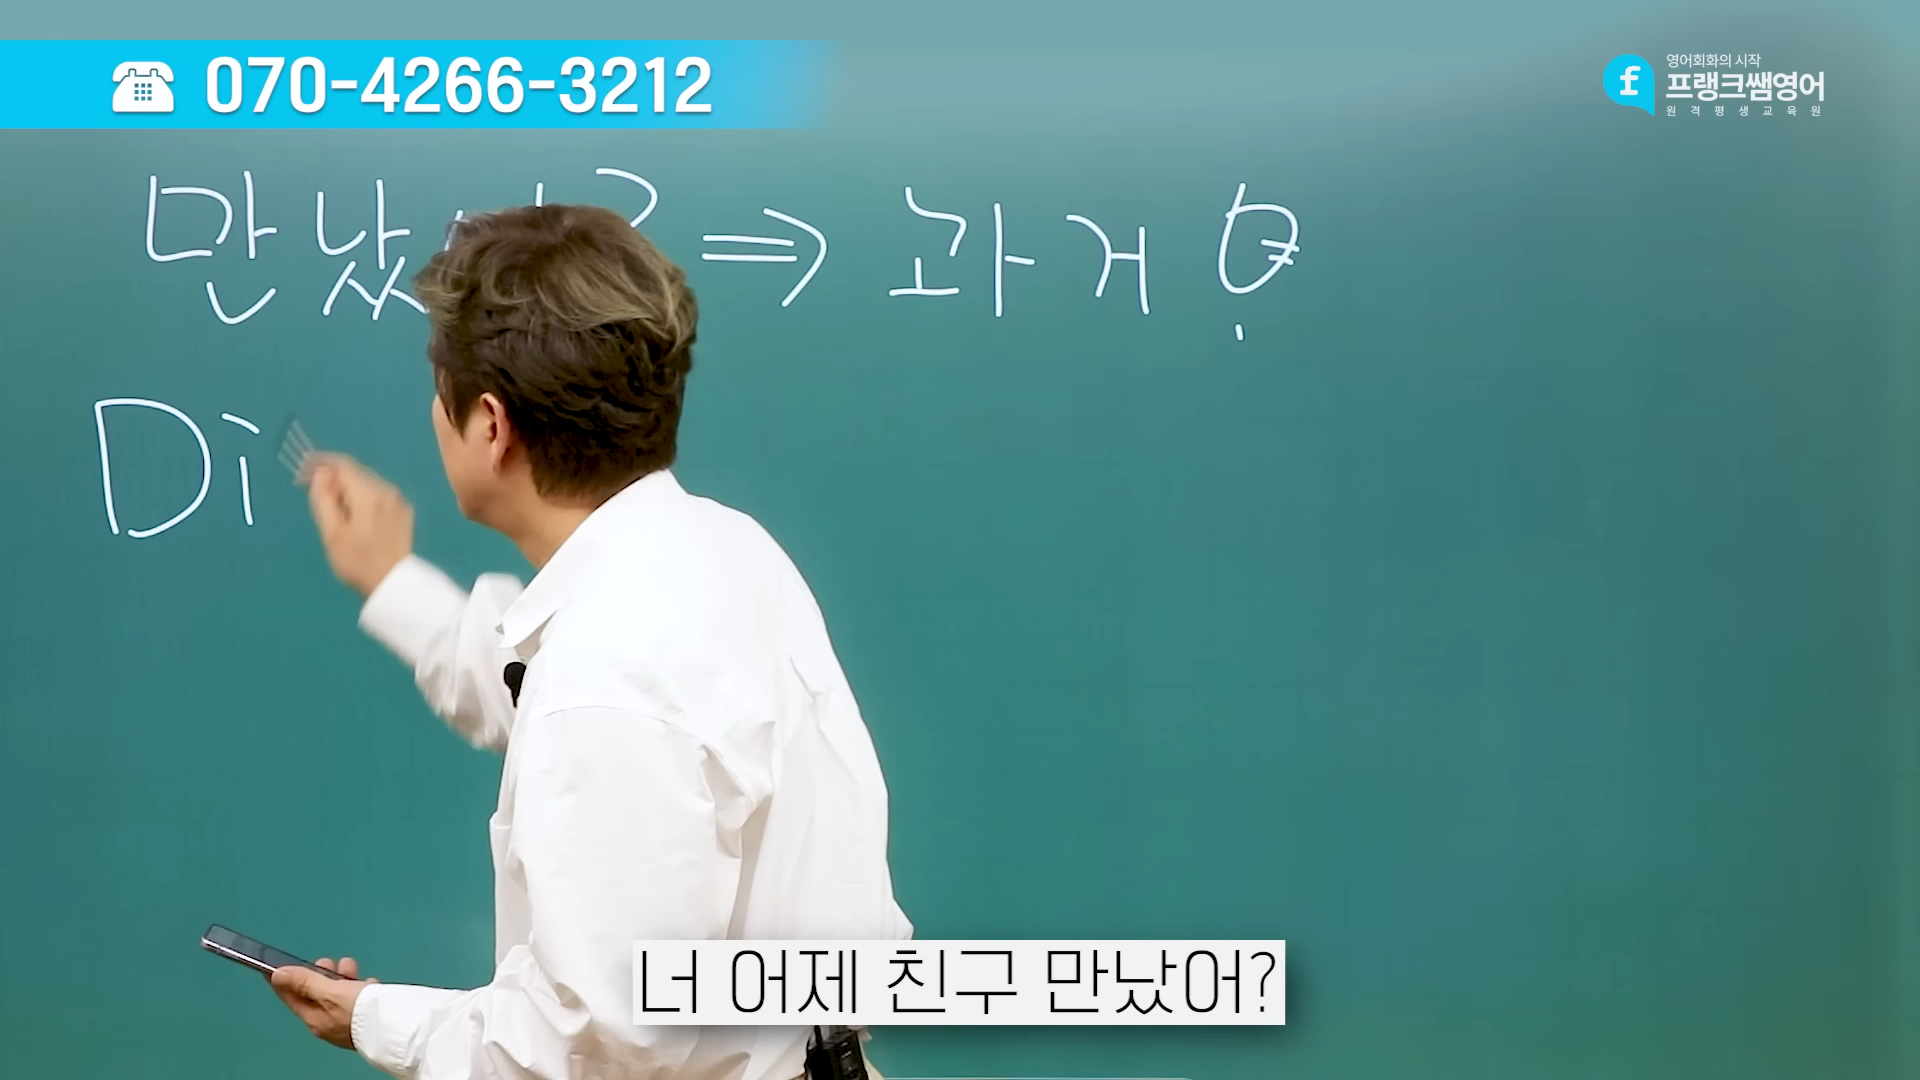 070-4266-3212
영어회화의 시작
프랭크쌤영어
원격평생교육원
만났어? ⇒ 과거 Q.
Di
너 어제 친구 만났어?